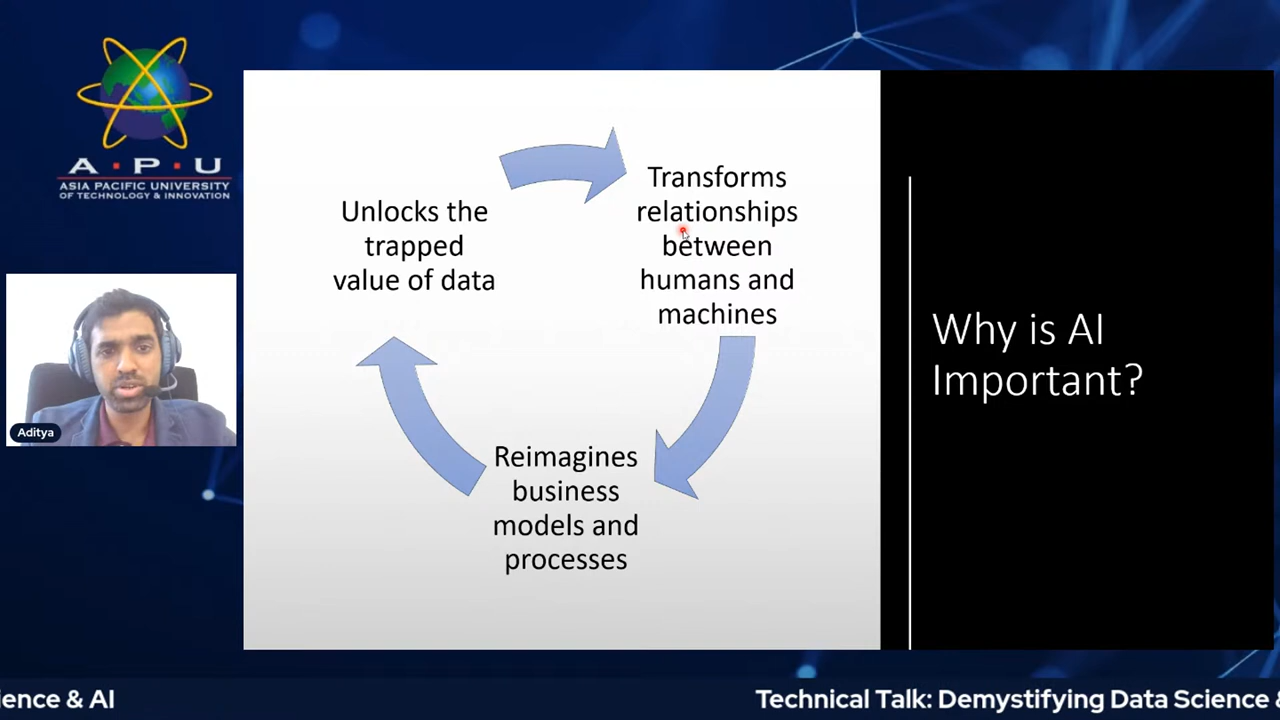 A·P·U
ASIA PACIFIC UNIVERSITY
OF TECHNOLOGY & INNOVATION
Aditya
Unlocks the
trapped
value of data
Transforms
relationships
between
humans and
machines
Reimagines
business
models and
processes
Why is AI
Important?
ience & AI
Technical Talk: Demystifying Data Science &